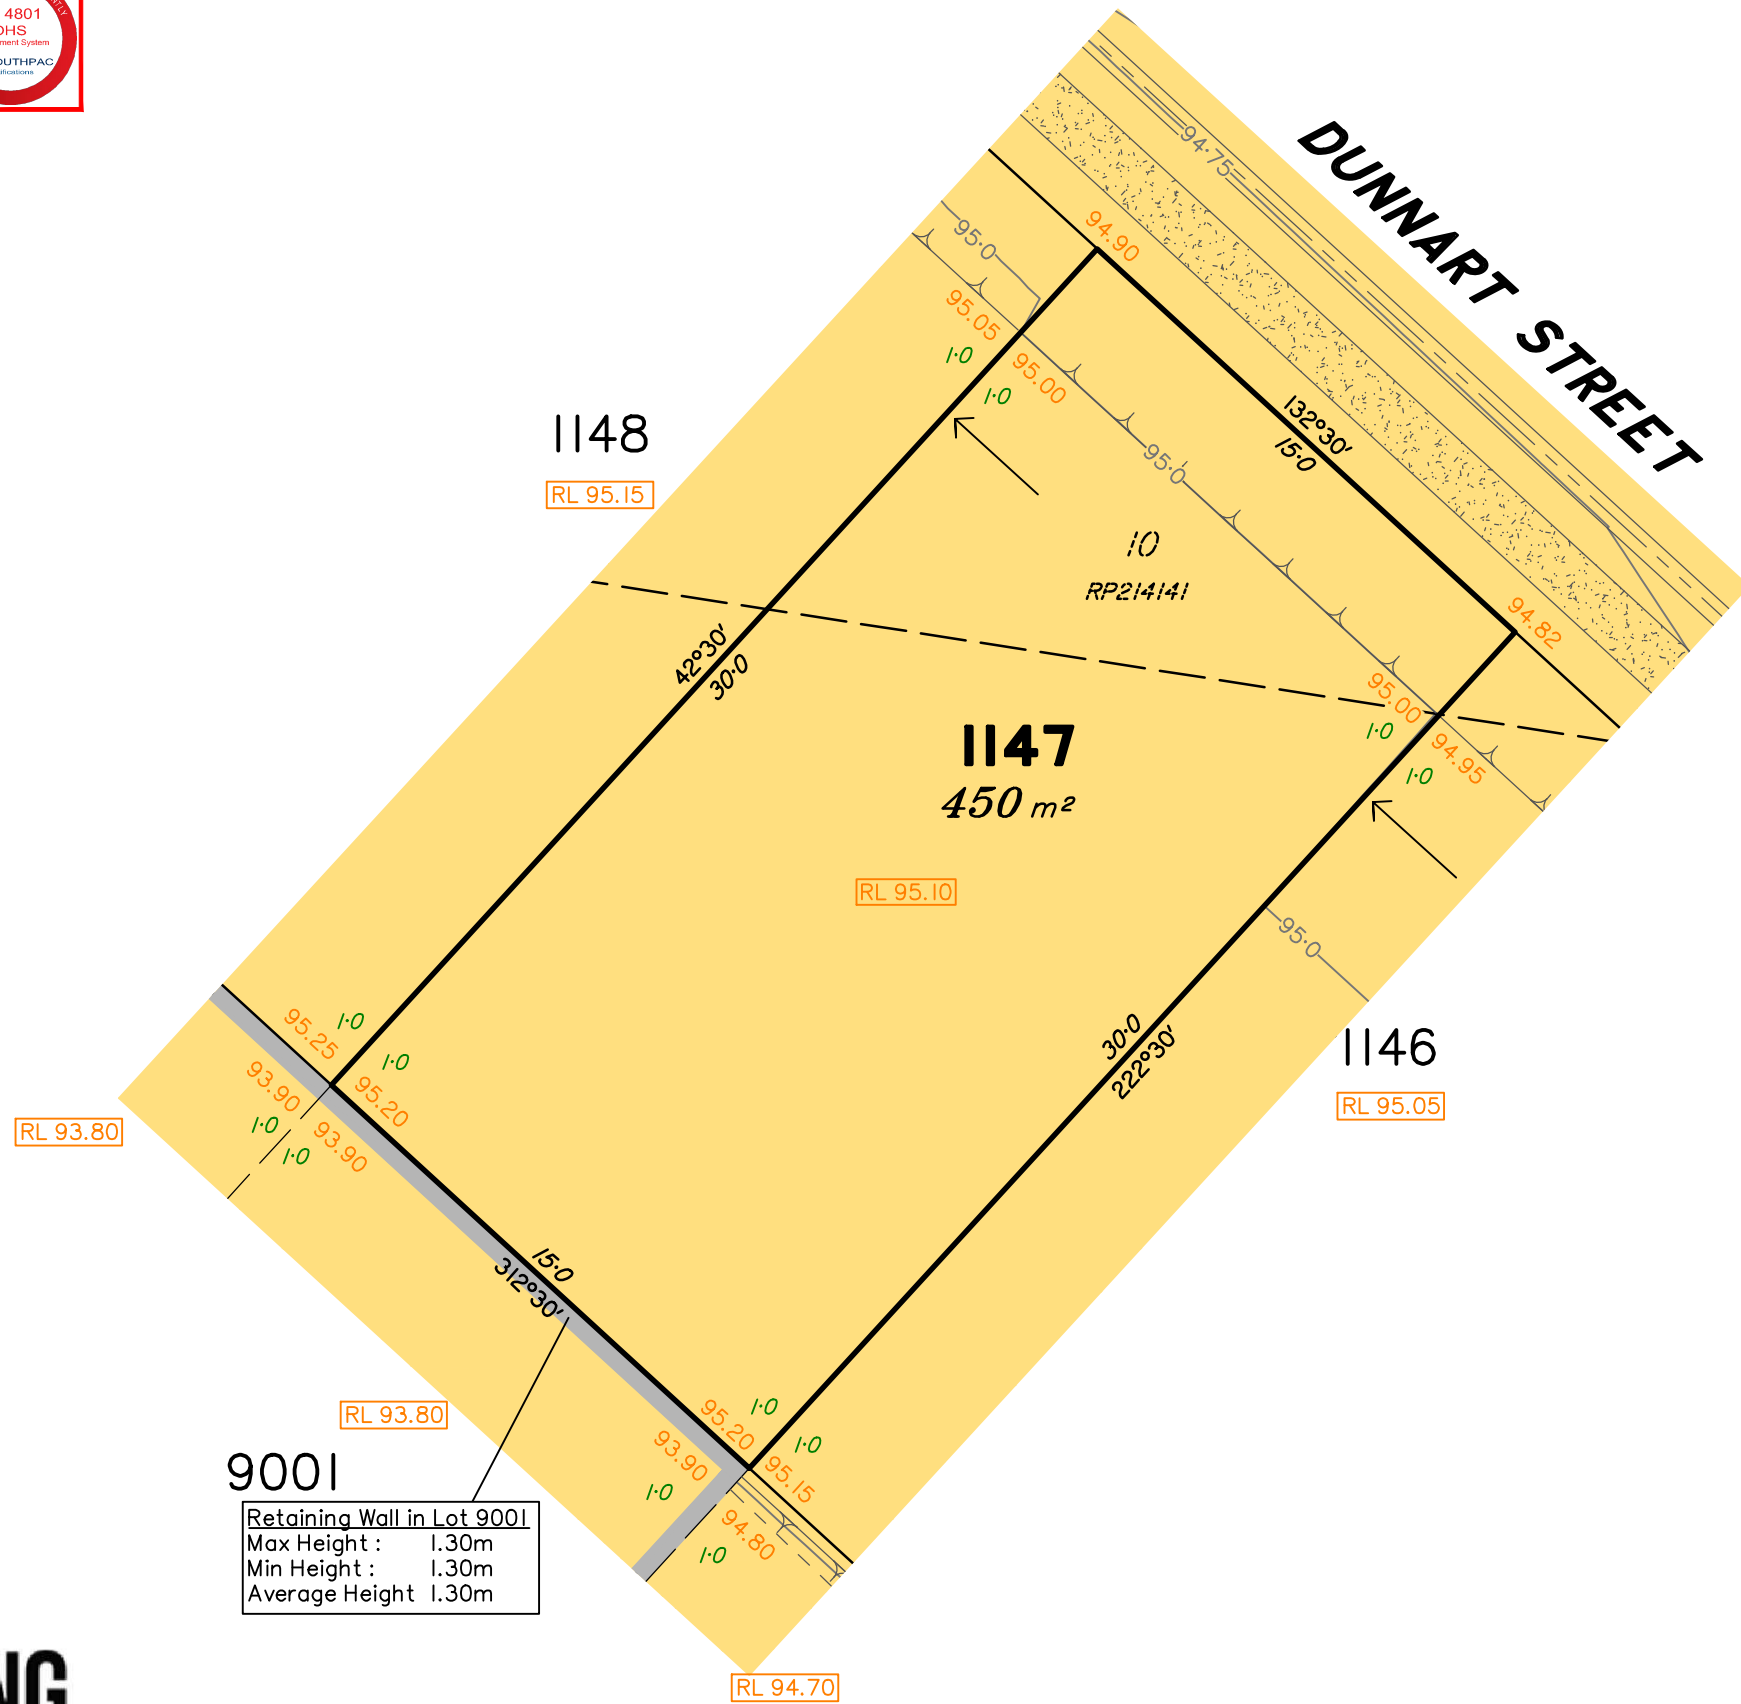 4801
OHS
UTHPAC
DUNNART STREET
94·75
94.90
95·0
95.05
1·0
95.00
1·0
132°30'
15·0
95·0
1148
RL 95.15
10
RP214141
94.82
42°30'
30·0
95.00
1·0
94.95
1·0
1147
450 m²
RL 95.10
95·0
30·0
222°30'
1146
RL 95.05
95.25
1·0
1·0
93.90
95.20
1·0
93.90
1·0
RL 93.80
15·0
312°30'
RL 93.80
95.20
1·0
1·0
93.90
95.15
1·0
94.80
1·0
9001
Retaining Wall in Lot 9001
Max Height : 1.30m
Min Height : 1.30m
Average Height 1.30m
RL 94.70
NG